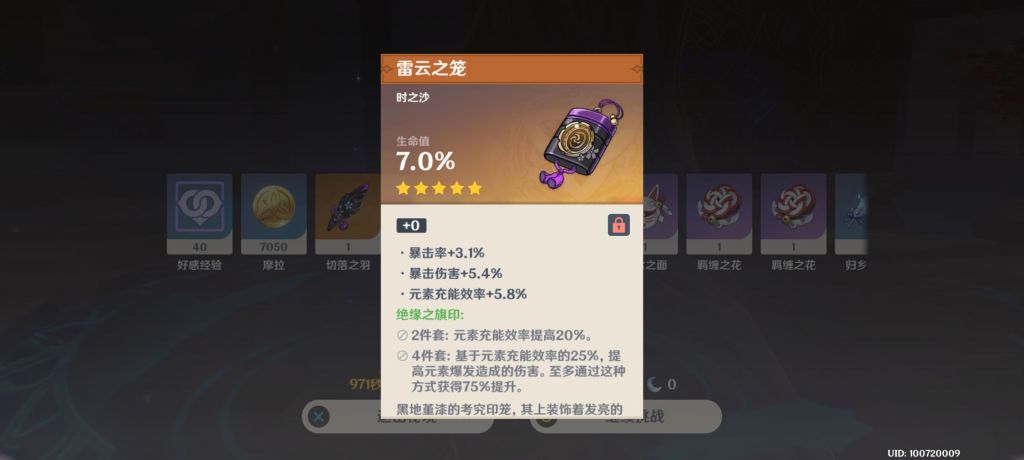 雷云之笼
时之沙
生命值
7.0%
+0
·暴击率+3.1%
·暴击伤害+5.4%
·元素充能效率+5.8%
绝缘之旗印:
2件套: 元素充能效率提高20%。
4件套: 基于元素充能效率的25%, 提
高元素爆发造成的伤害。至多通过这种
方式获得75%提升。
黑地堇漆的考究印笼, 其上装饰着发亮的
40
7050
1
1
1
1
好感经验
摩拉
切落之羽
之面
羁缠之花
羁缠之花
归乡
971秒
0
继续挑战
UID: 100720009